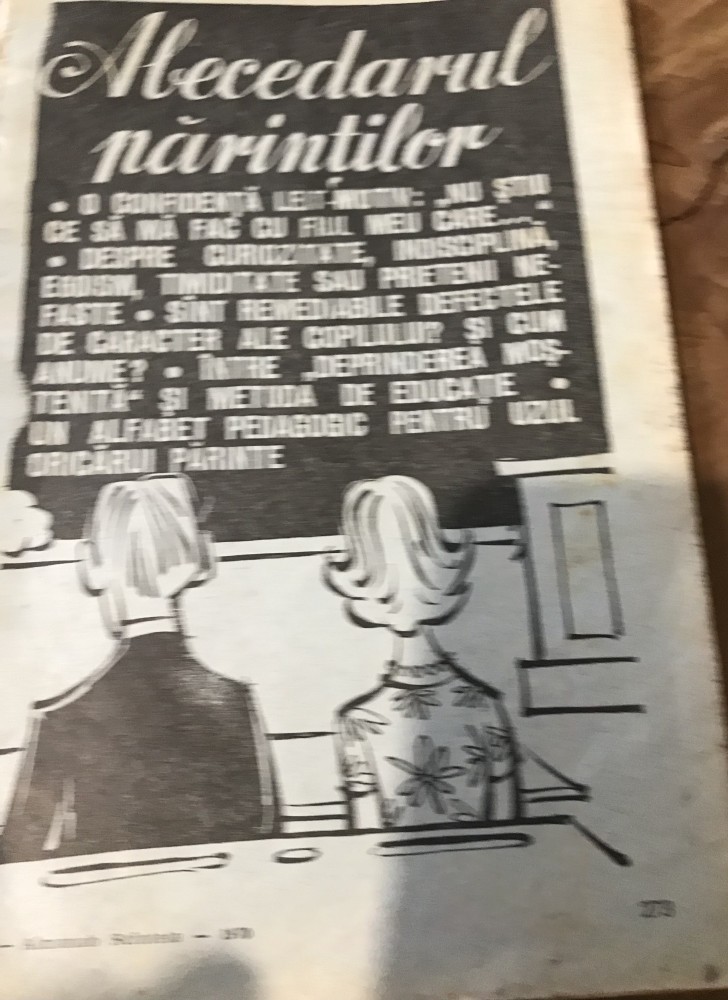 Abecedarul
părinților
• O CONFIDENȚĂ LEIT-MOTIV: „NU ȘTIU
CE SĂ MĂ FAC CU FIUL MEU CARE...“
• DESPRE CURIOZITATE, INDISCIPLINĂ,
EGOISM, TIMIDITATE SAU PRIETENI NE-
FASTE • SÎNT REMEDIABILE DEFECTELE
DE CARACTER ALE COPILULUI? ȘI CUM
ANUME? • ÎNTRE „DEPRINDEREA MOȘ-
TENITĂ“ ȘI METODA DE EDUCAȚIE •
UN ALFABET PEDAGOGIC PENTRU UZUL
ORICĂRUI PĂRINTE